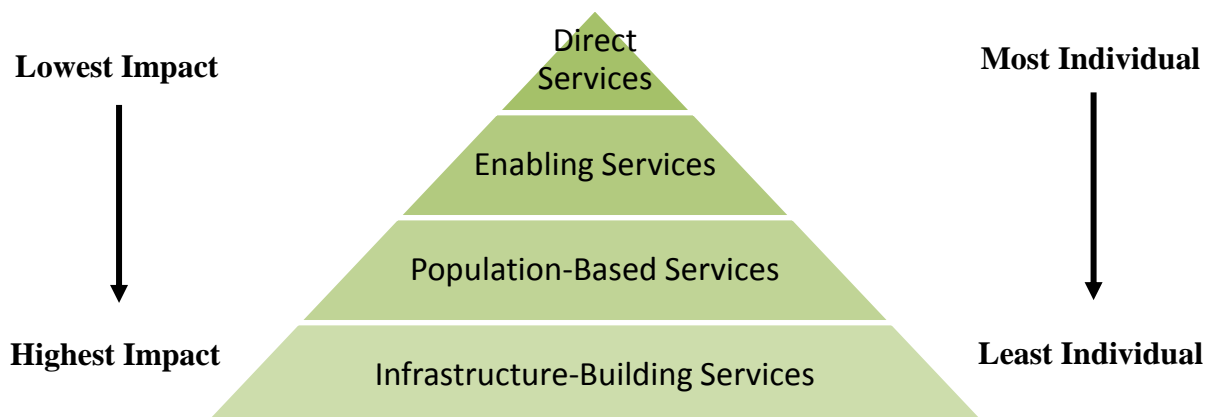 Direct
Services
Lowest Impact
Most Individual
Enabling Services
Population-Based Services
Highest Impact
Least Individual
Infrastructure-Building Services